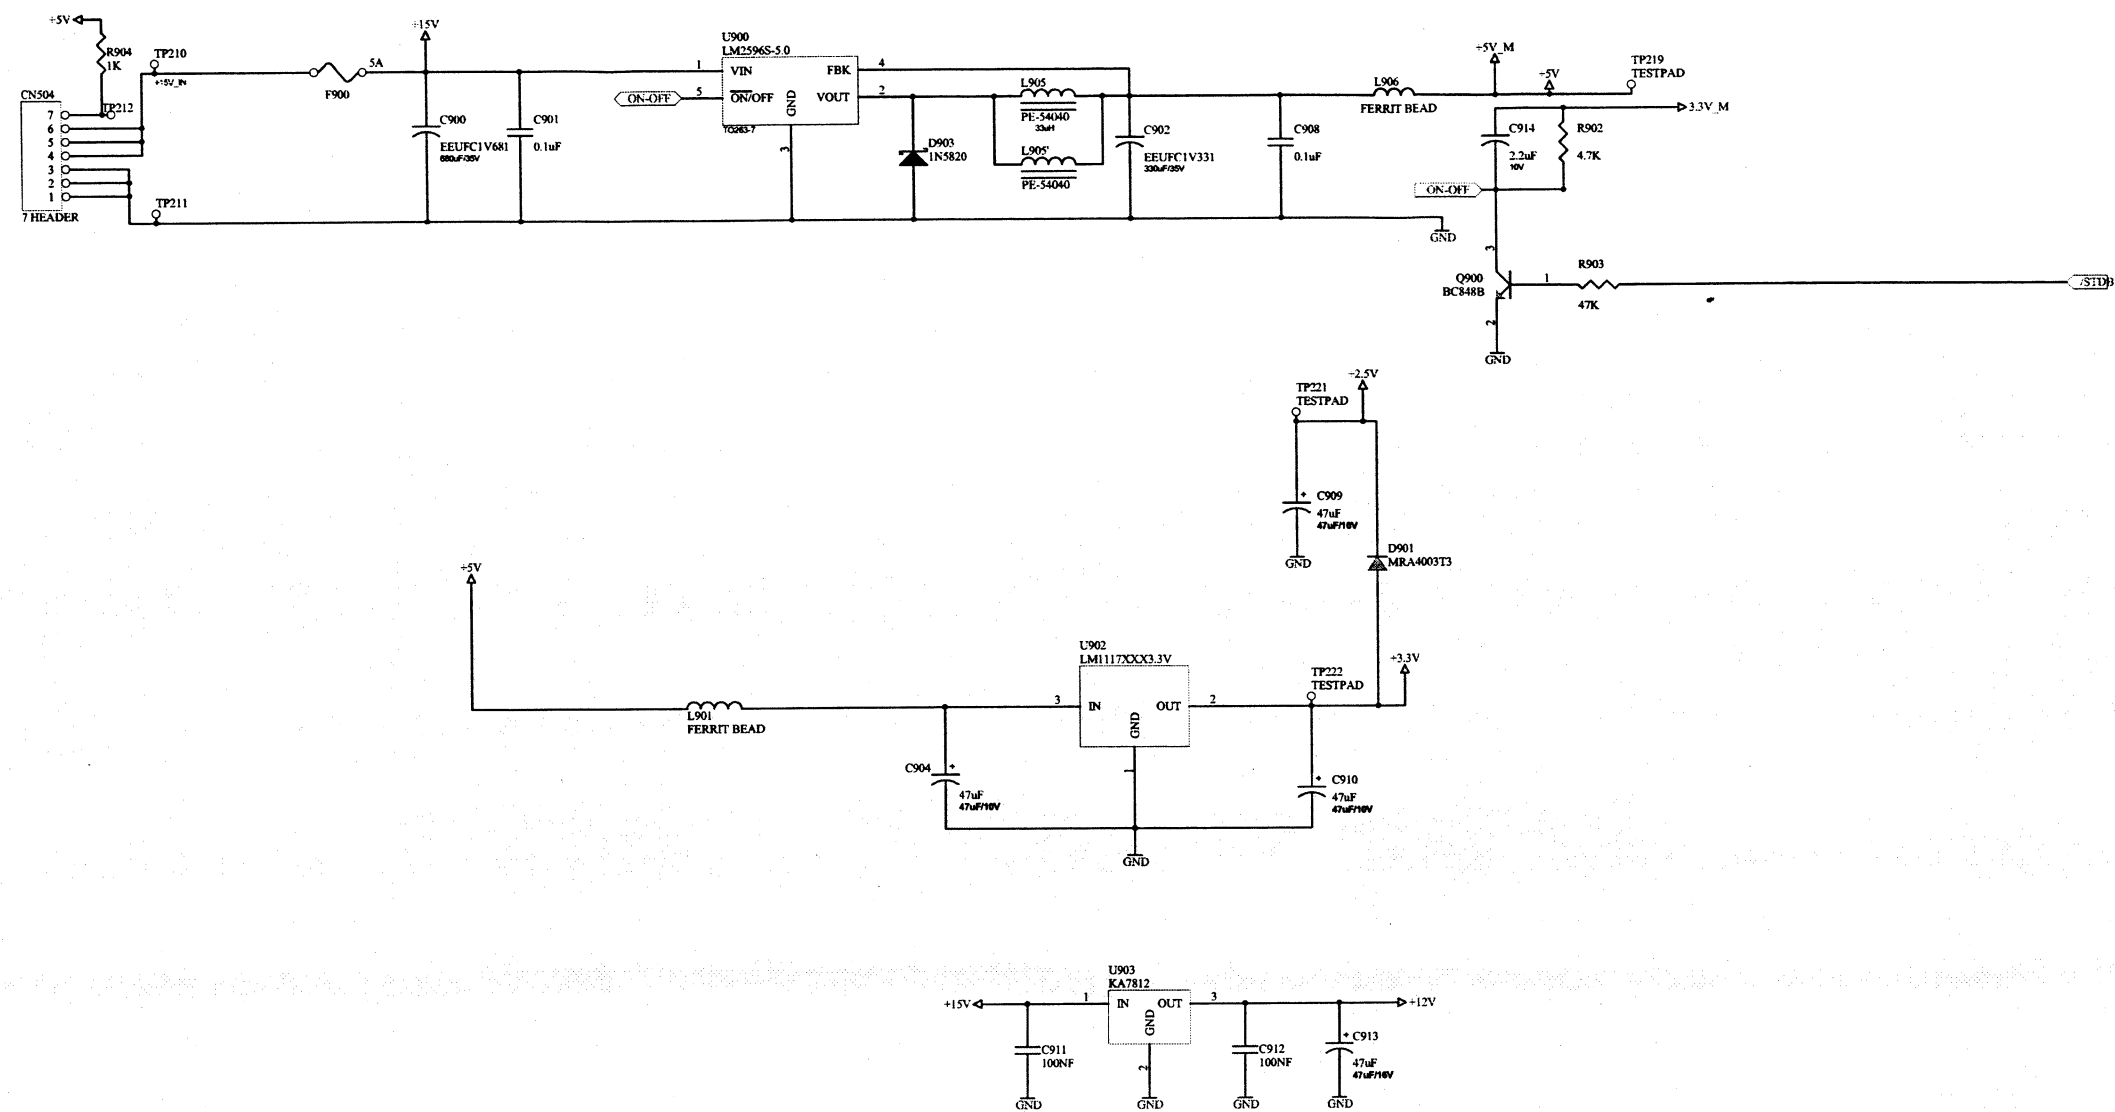 +5V
R904
1K
TP210
+15V_IN
CN504
TP212
7
6
5
4
3
2
1
7 HEADER
TP211
5A
F900
+15V
C900
EEUFC1V681
680uF/35V
C901
0.1uF
U900
LM2596S-5.0
1
VIN
FBK
4
ON-OFF
5
ON/OFF
VOUT
2
GND
TO263-7
3
D903
1N5820
L905
PE-54040
33uH
L905'
PE-54040
C902
EEUFC1V331
330uF/35V
C908
0.1uF
L906
FERRIT BEAD
GND
+5V_M
+5V
TP219
TESTPAD
3.3V_M
C914
2.2uF
10V
R902
4.7K
ON-OFF
3
Q900
BC848B
1
R903
47K
/STDB
2
GND
TP221
TESTPAD
+2.5V
C909
47uF
47uF/16V
GND
D901
MRA4003T3
+5V
L901
FERRIT BEAD
U902
LM1117XXX3.3V
3
IN
OUT
2
GND
1
TP222
TESTPAD
+3.3V
C904
47uF
47uF/16V
C910
47uF
47uF/16V
GND
U903
KA7812
+15V
1
IN
OUT
3
+12V
GND
2
C911
100NF
C912
100NF
C913
47uF
47uF/16V
GND
GND
GND
GND